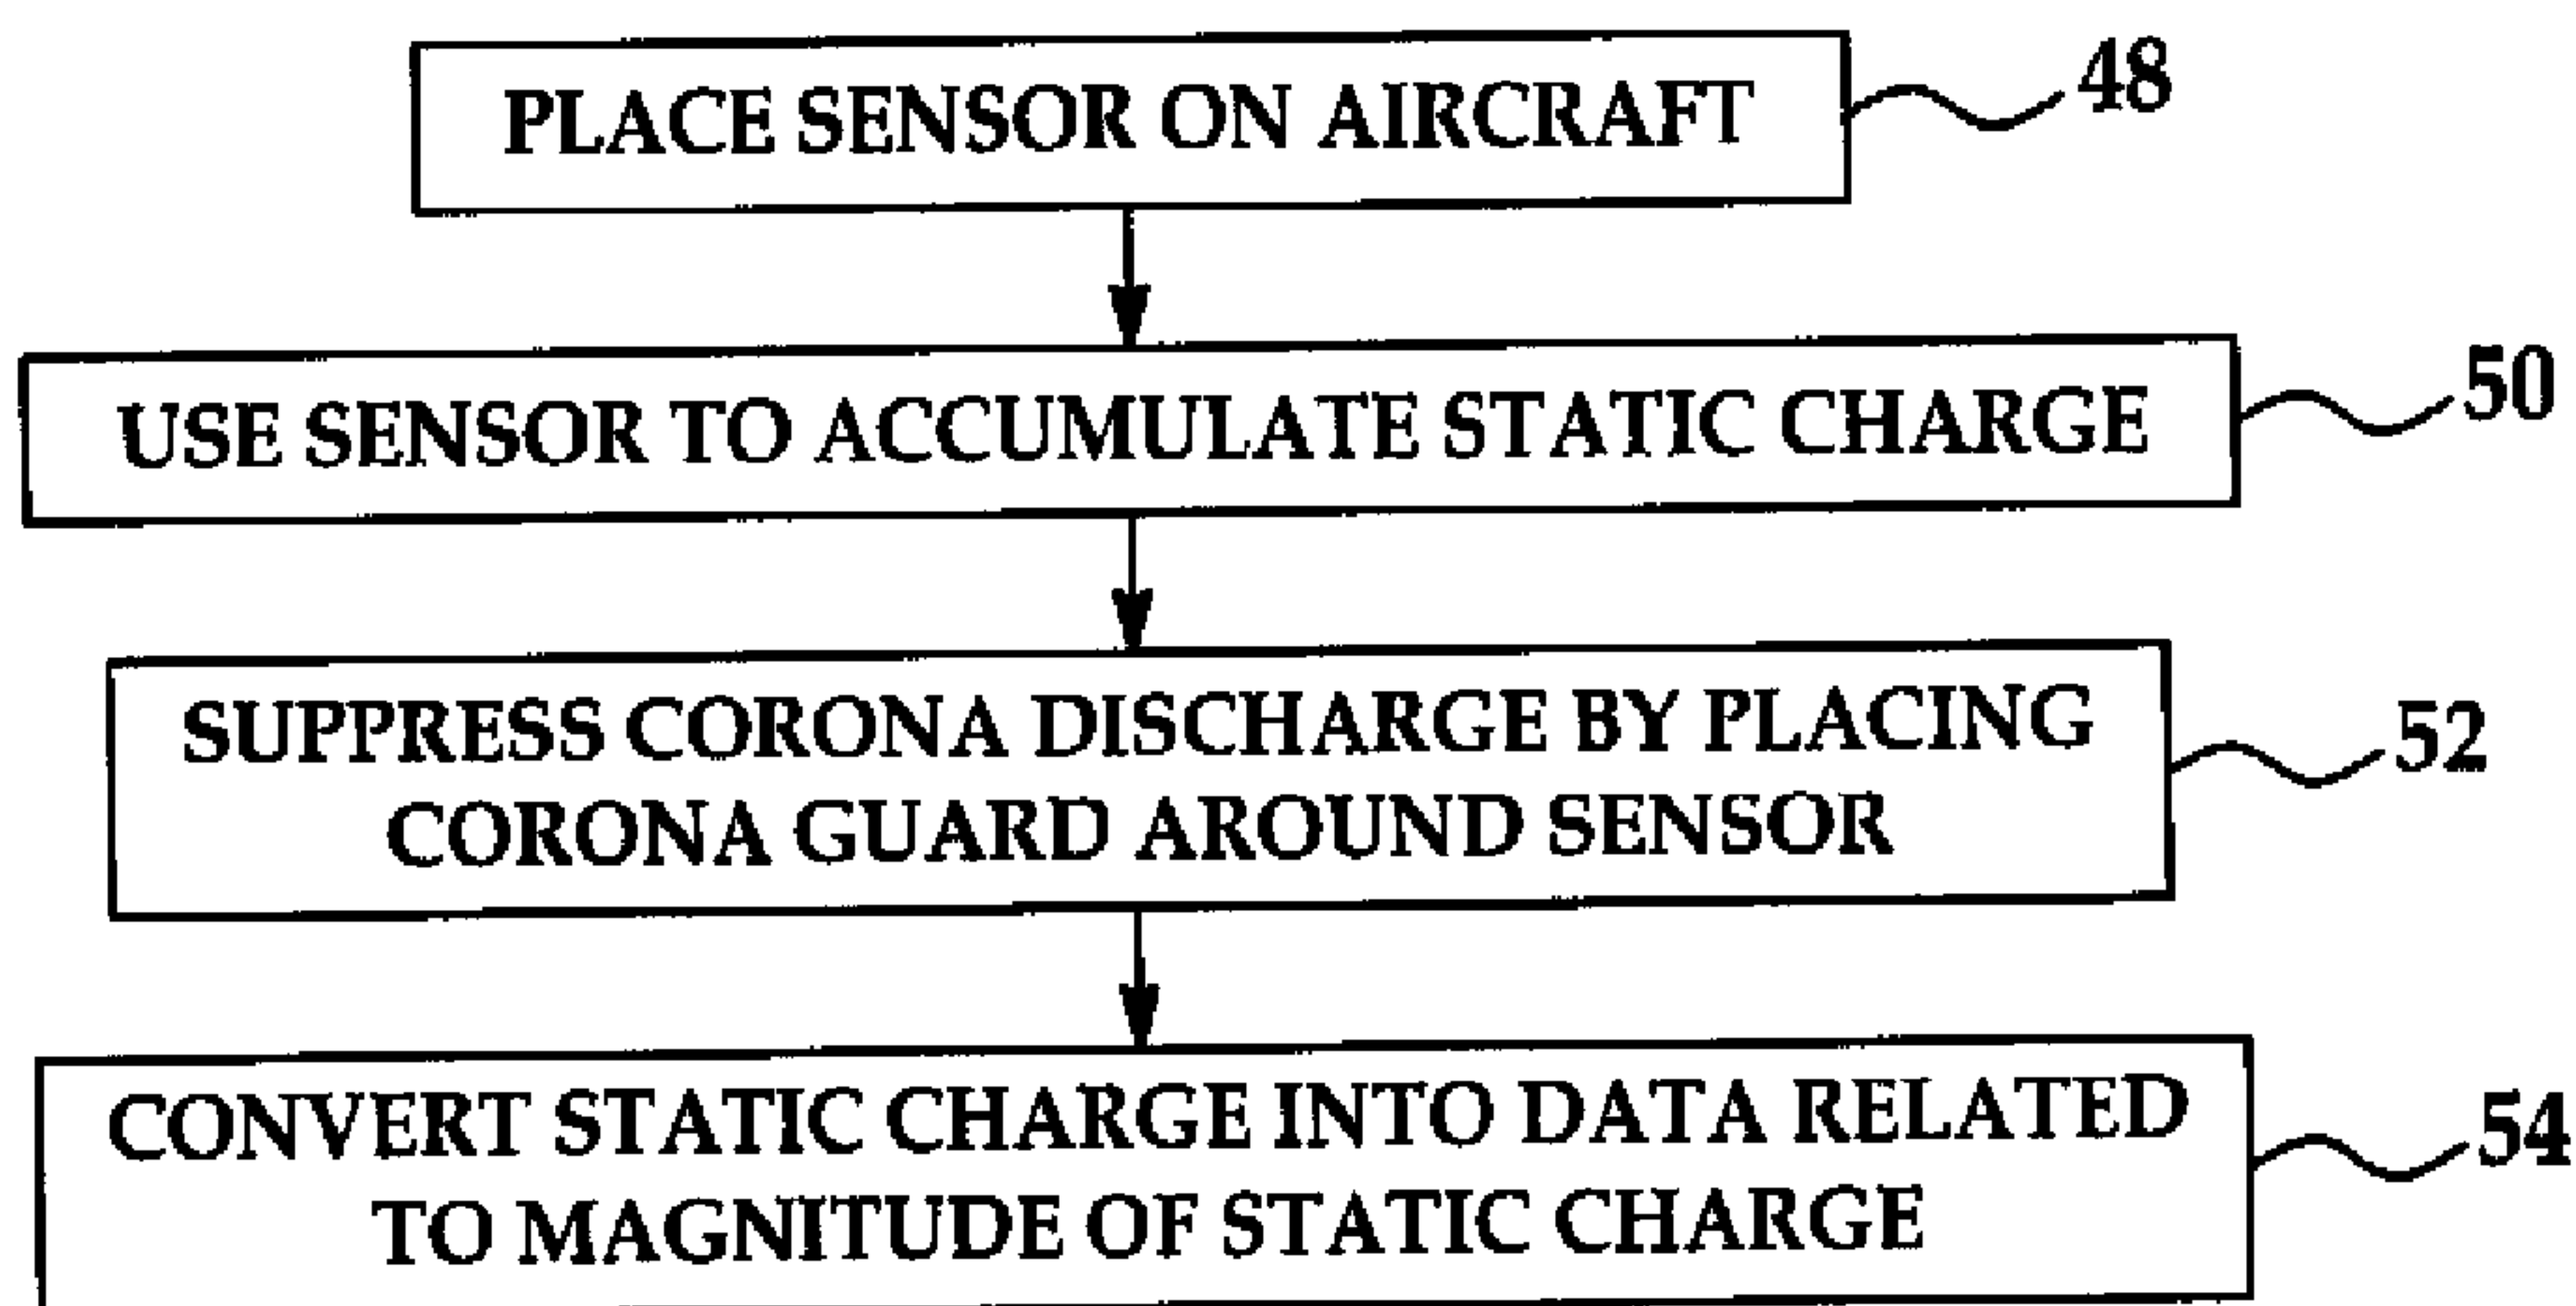 PLACE SENSOR ON AIRCRAFT
48
USE SENSOR TO ACCUMULATE STATIC CHARGE
50
SUPPRESS CORONA DISCHARGE BY PLACING
CORONA GUARD AROUND SENSOR
52
CONVERT STATIC CHARGE INTO DATA RELATED
TO MAGNITUDE OF STATIC CHARGE
54